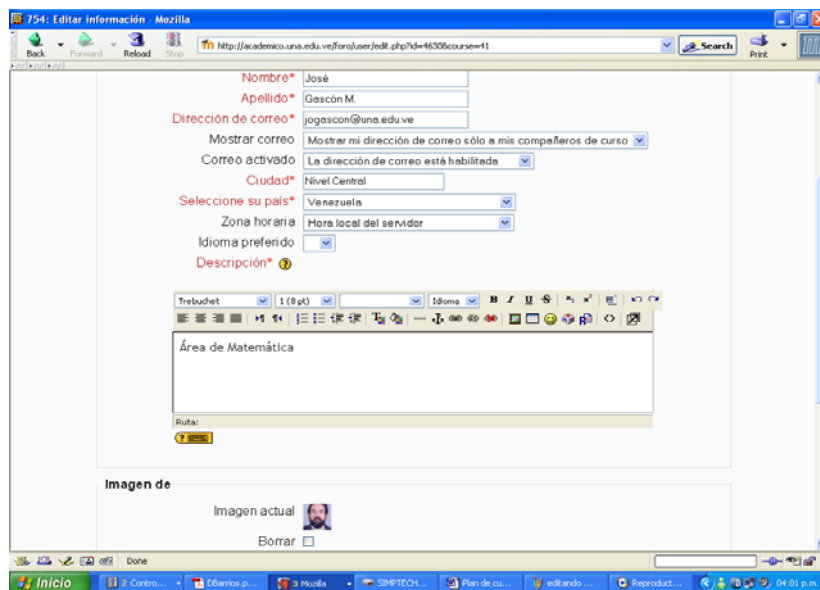 754: Editar información - Mozilla
Back Forward Reload Stop http://academico.una.edu.ve/foro/user/edit.php?id=4630&course=41 Search Print
Nombre* José
Apellido* Gascón M.
Dirección de correo* jogascon@una.edu.ve
Mostrar correo Mostrar mi dirección de correo sólo a mis compañeros de curso
Correo activado La dirección de correo está habilitada
Ciudad* Nivel Central
Seleccione su país* Venezuela
Zona horaria Hora local del servidor
Idioma preferido
Descripción*
Trebuchet 1 (8 pt) Idioma B I U S
Área de Matemática
Ruta:
Imagen de
Imagen actual
Borrar
Done
Inicio 2 Contro... DBarrios.p... 3 Mozilla SIMPTECH... Plan de cu... editando ... Reproduct... 04:01 p.m.